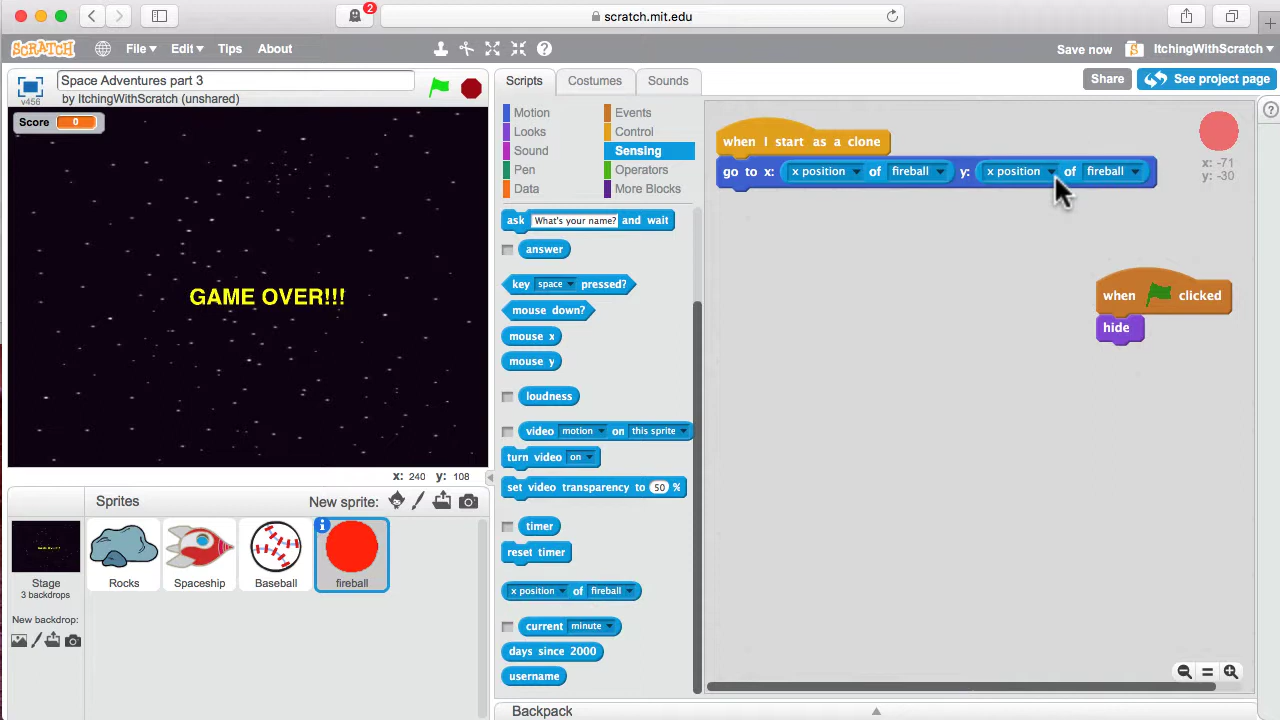 2
scratch.mit.edu
SCRATCH
File
Edit
Tips
About
Save now
ItchingWithScratch
v456
Space Adventures part 3
by ItchingWithScratch (unshared)
Scripts
Costumes
Sounds
Share
See project page
?
Score 0
GAME OVER!!!
x: 240 y: 108
Motion
Looks
Sound
Pen
Data
Events
Control
Sensing
Operators
More Blocks
ask What's your name? and wait
answer
key space pressed?
mouse down?
mouse x
mouse y
loudness
video motion on this sprite
turn video on
set video transparency to 50 %
timer
reset timer
x position of fireball
current minute
days since 2000
username
when I start as a clone
go to x: x position of fireball y: x position of fireball
x: -71
y: -30
when clicked
hide
Sprites
New sprite:
Stage
3 backdrops
New backdrop:
Rocks
Spaceship
Baseball
fireball
Backpack